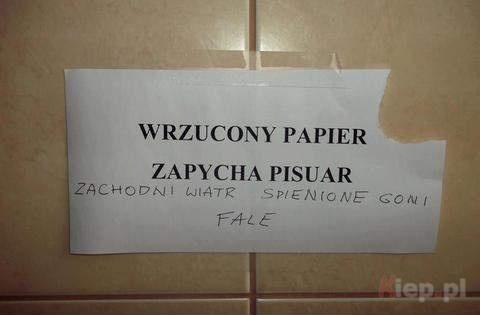 WRZUCONY PAPIER
ZAPYCHA PISUAR
ZACHODNI WIATR SPIENIONE GONI
FALE
Kiep.pl